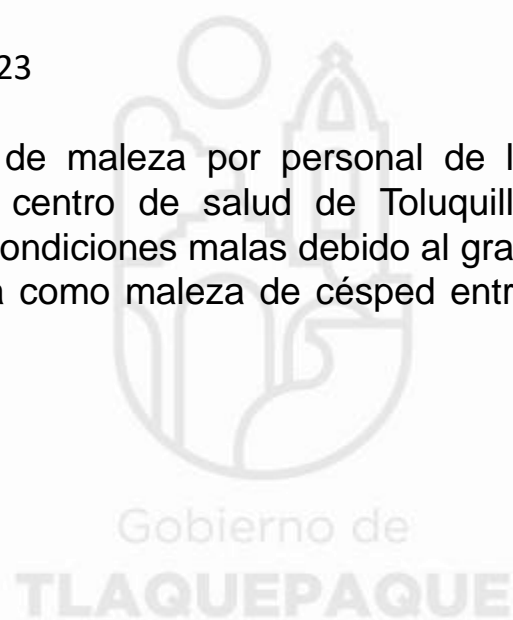 23
de maleza por personal de l
centro de salud de Toluquill
ondiciones malas debido al gra
a como maleza de césped entr
Gobierno de
TLAQUEPAQUE